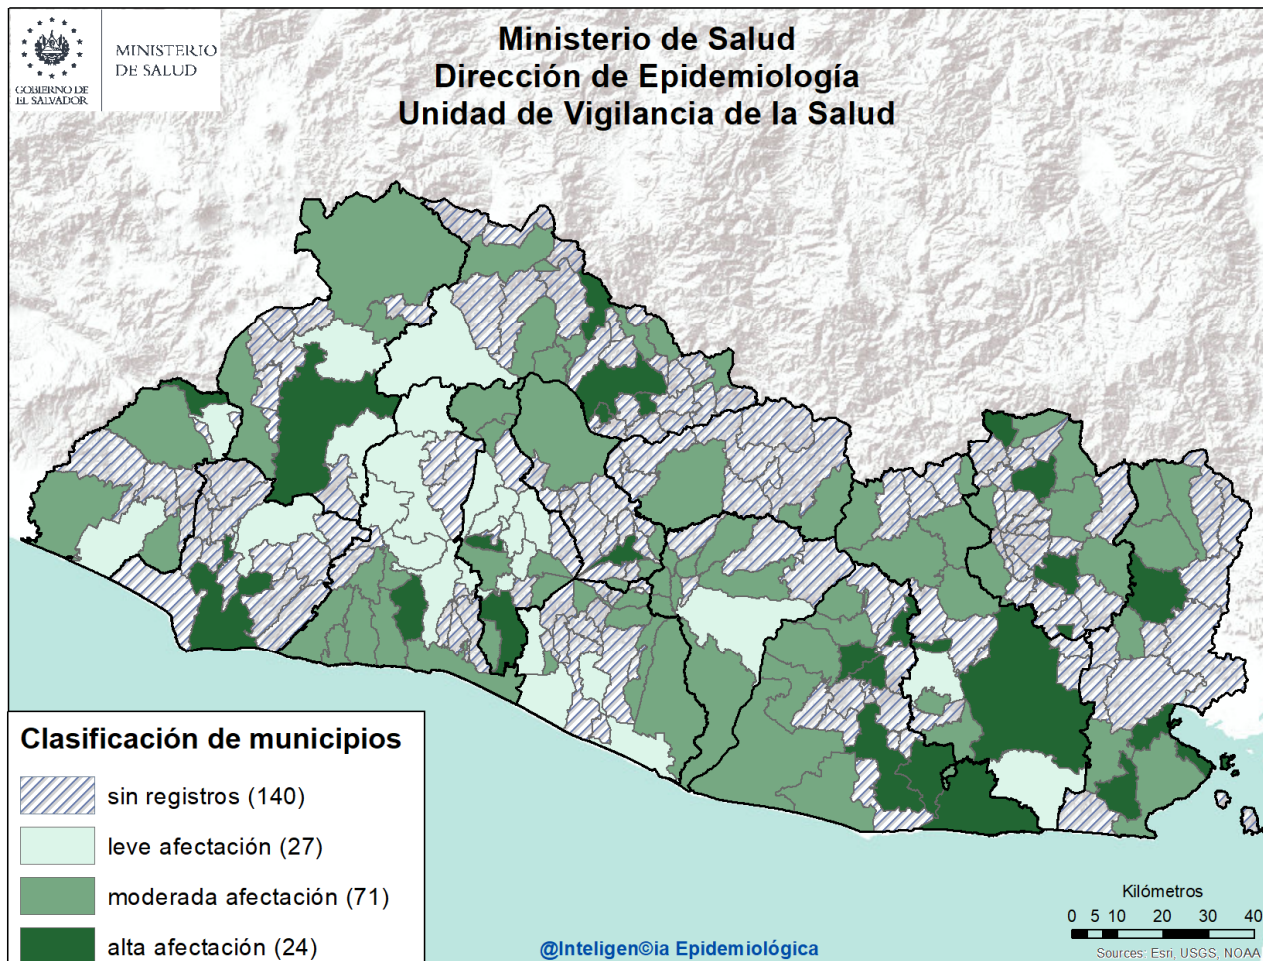 GOBIERNO DE
EL SALVADOR
MINISTERIO
DE SALUD
Ministerio de Salud
Dirección de Epidemiología
Unidad de Vigilancia de la Salud
Clasificación de municipios
sin registros (140)
leve afectación (27)
moderada afectación (71)
alta afectación (24)
@Inteligen©ia Epidemiológica
Kilómetros
0 5 10 20 30 40
Sources: Esri, USGS, NOAA